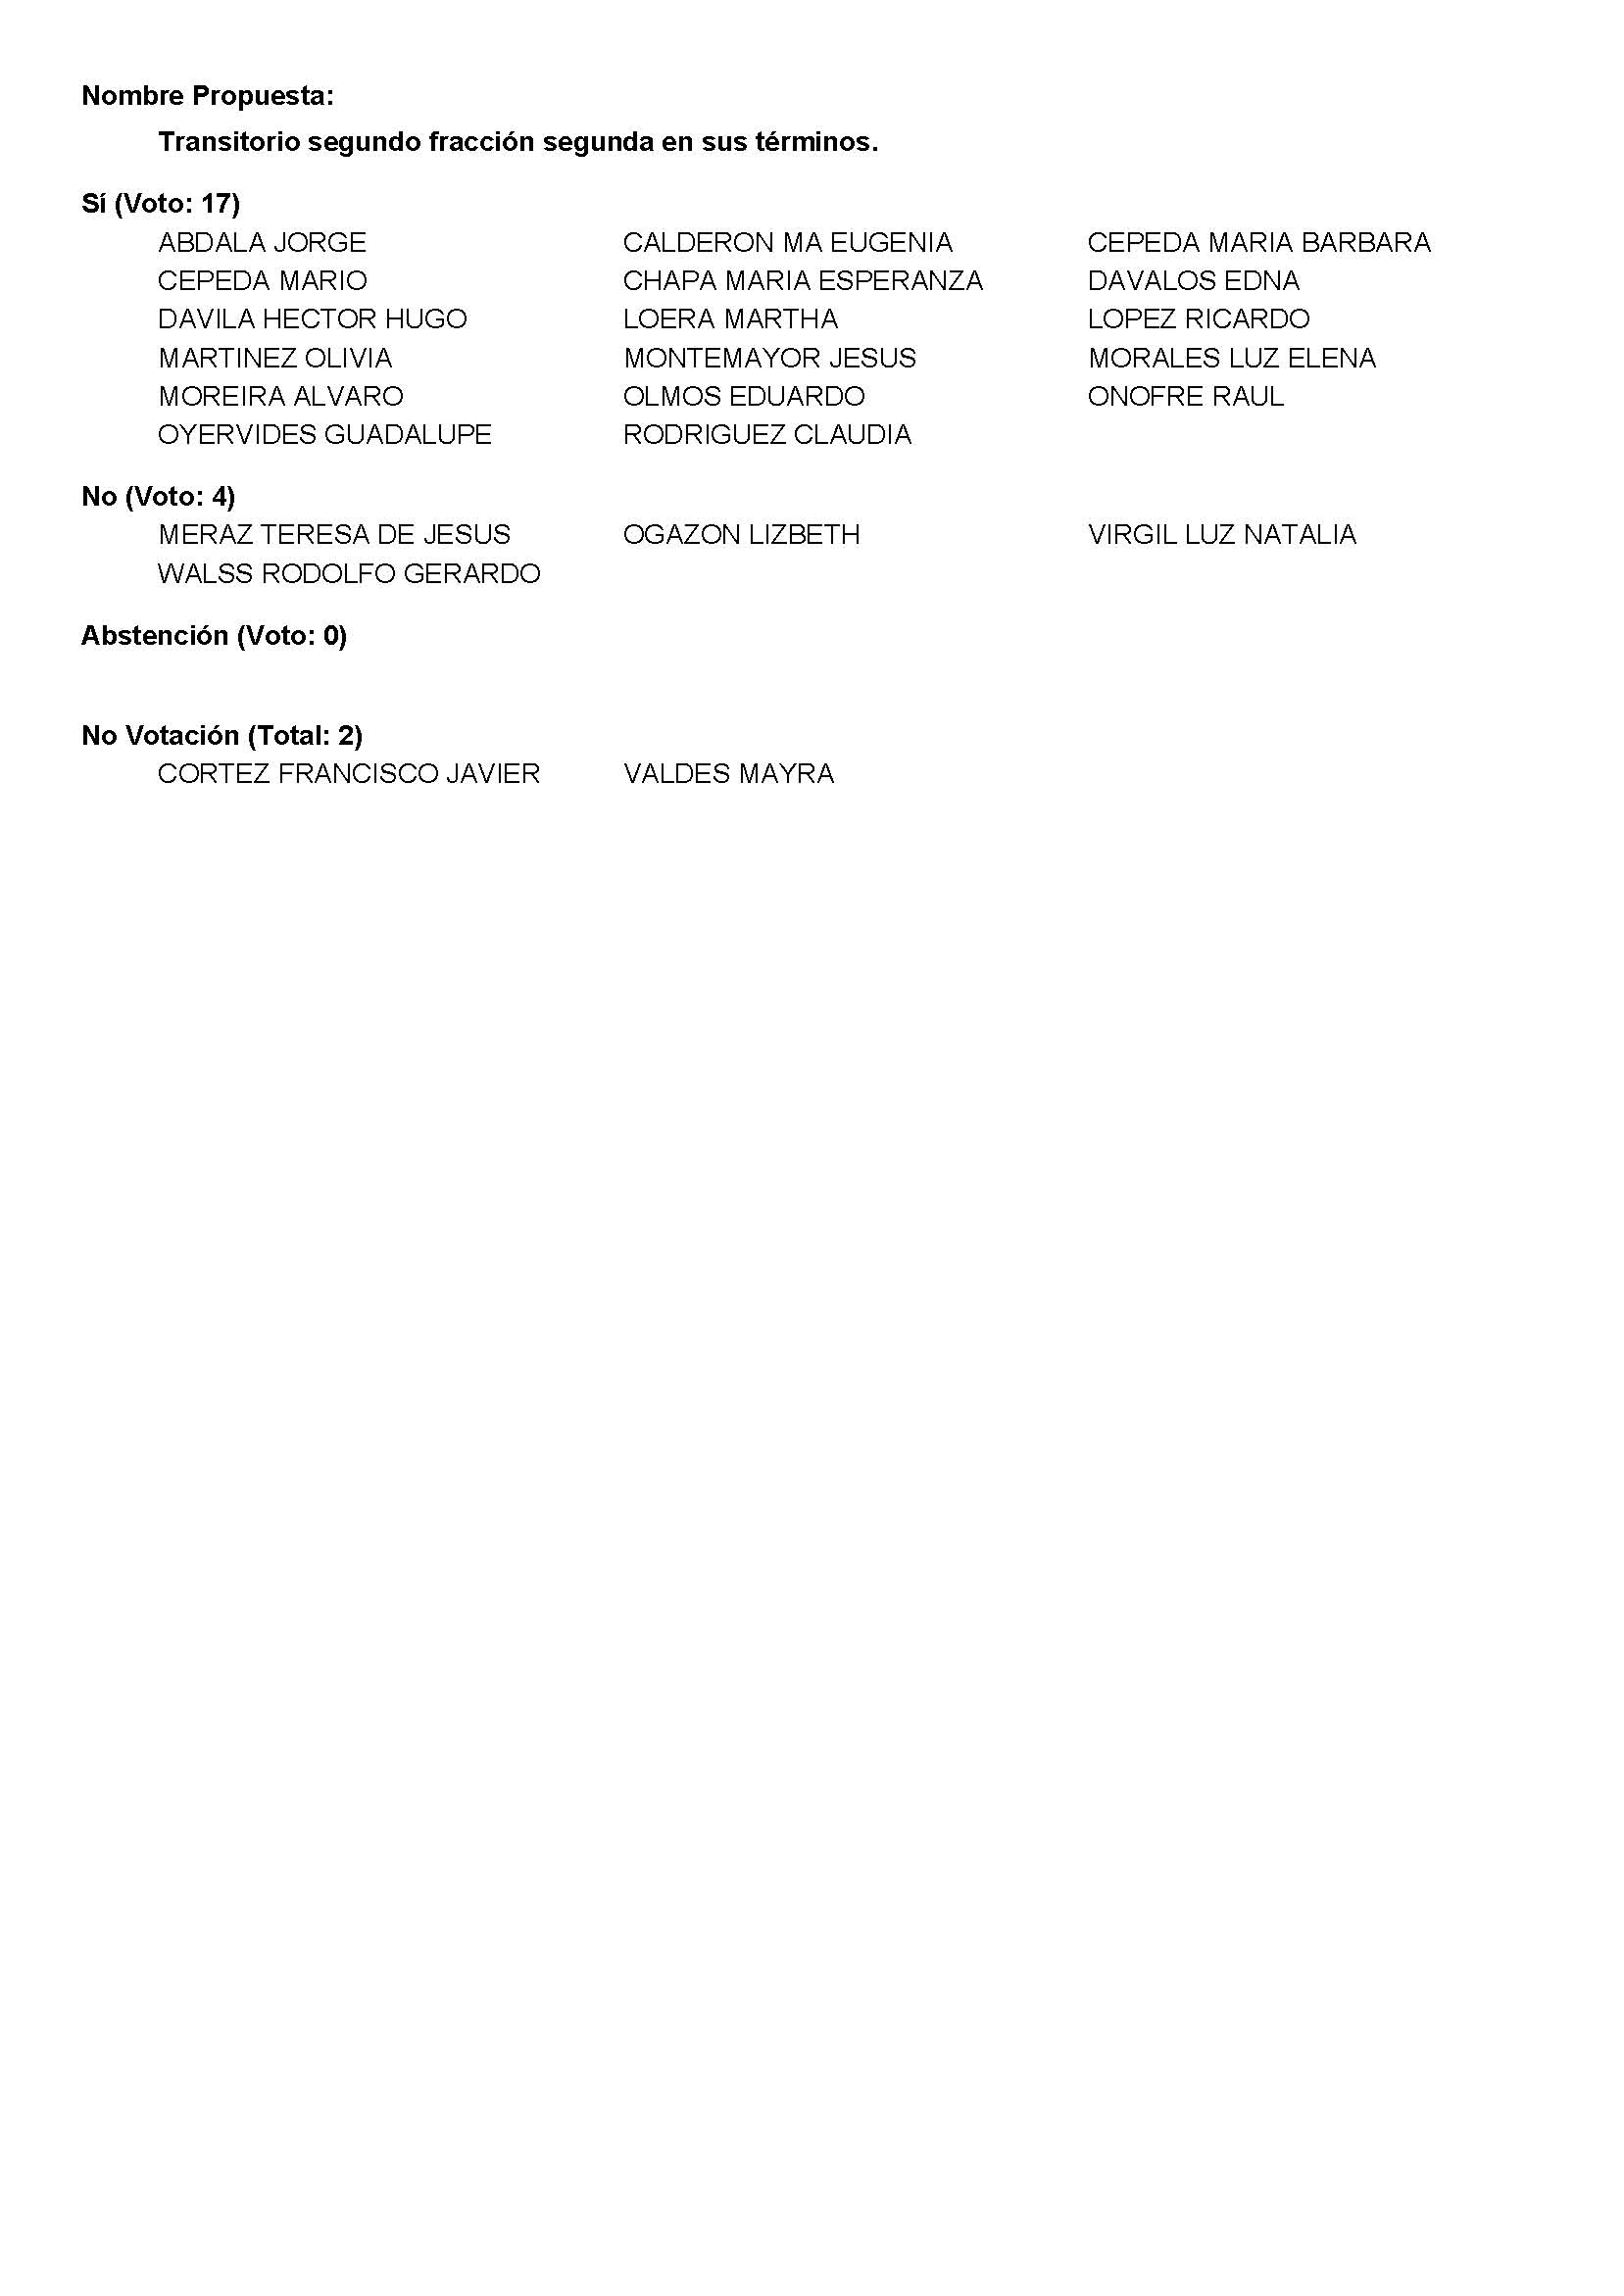 Nombre Propuesta:
Transitorio segundo fracción segunda en sus términos.
Sí (Voto: 17)
ABDALA JORGE CALDERON MA EUGENIA CEPEDA MARIA BARBARA
CEPEDA MARIO CHAPA MARIA ESPERANZA DAVALOS EDNA
DAVILA HECTOR HUGO LOERA MARTHA LOPEZ RICARDO
MARTINEZ OLIVIA MONTEMAYOR JESUS MORALES LUZ ELENA
MOREIRA ALVARO OLMOS EDUARDO ONOFRE RAUL
OYERVIDES GUADALUPE RODRIGUEZ CLAUDIA
No (Voto: 4)
MERAZ TERESA DE JESUS OGAZON LIZBETH VIRGIL LUZ NATALIA
WALSS RODOLFO GERARDO
Abstención (Voto: 0)
No Votación (Total: 2)
CORTEZ FRANCISCO JAVIER VALDES MAYRA